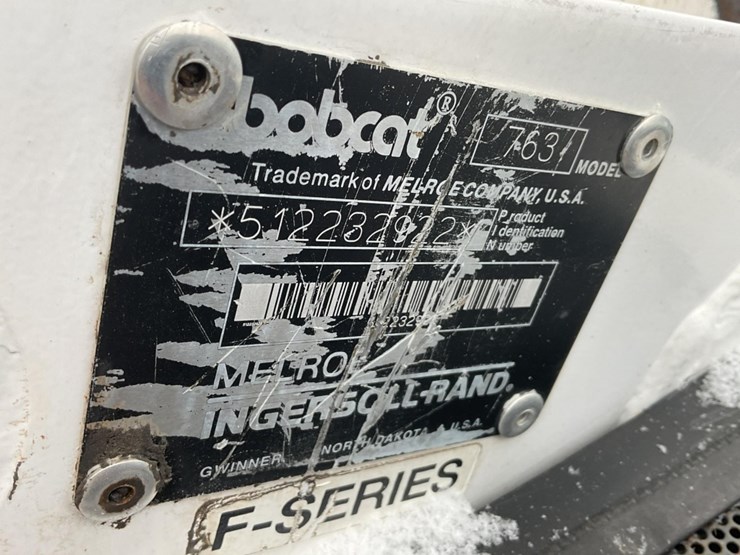 bobcat®
763 MODEL
Trademark of MELROE COMPANY, U.S.A.
*512232922*
Product
Identification
Number
MELROE
INGERSOLL-RAND®
GWINNER NORTH DAKOTA U.S.A.
F-SERIES